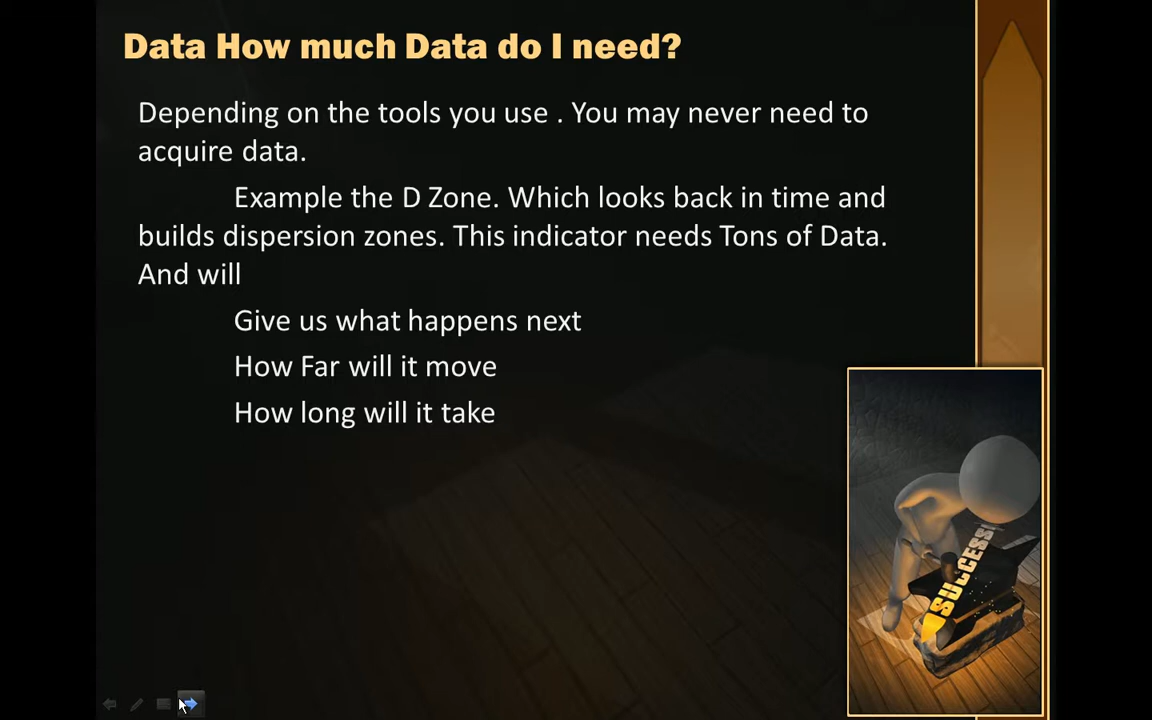 Data How much Data do I need?
Depending on the tools you use . You may never need to
acquire data.
Example the D Zone. Which looks back in time and
builds dispersion zones. This indicator needs Tons of Data.
And will
Give us what happens next
How Far will it move
How long will it take
SUCCESS